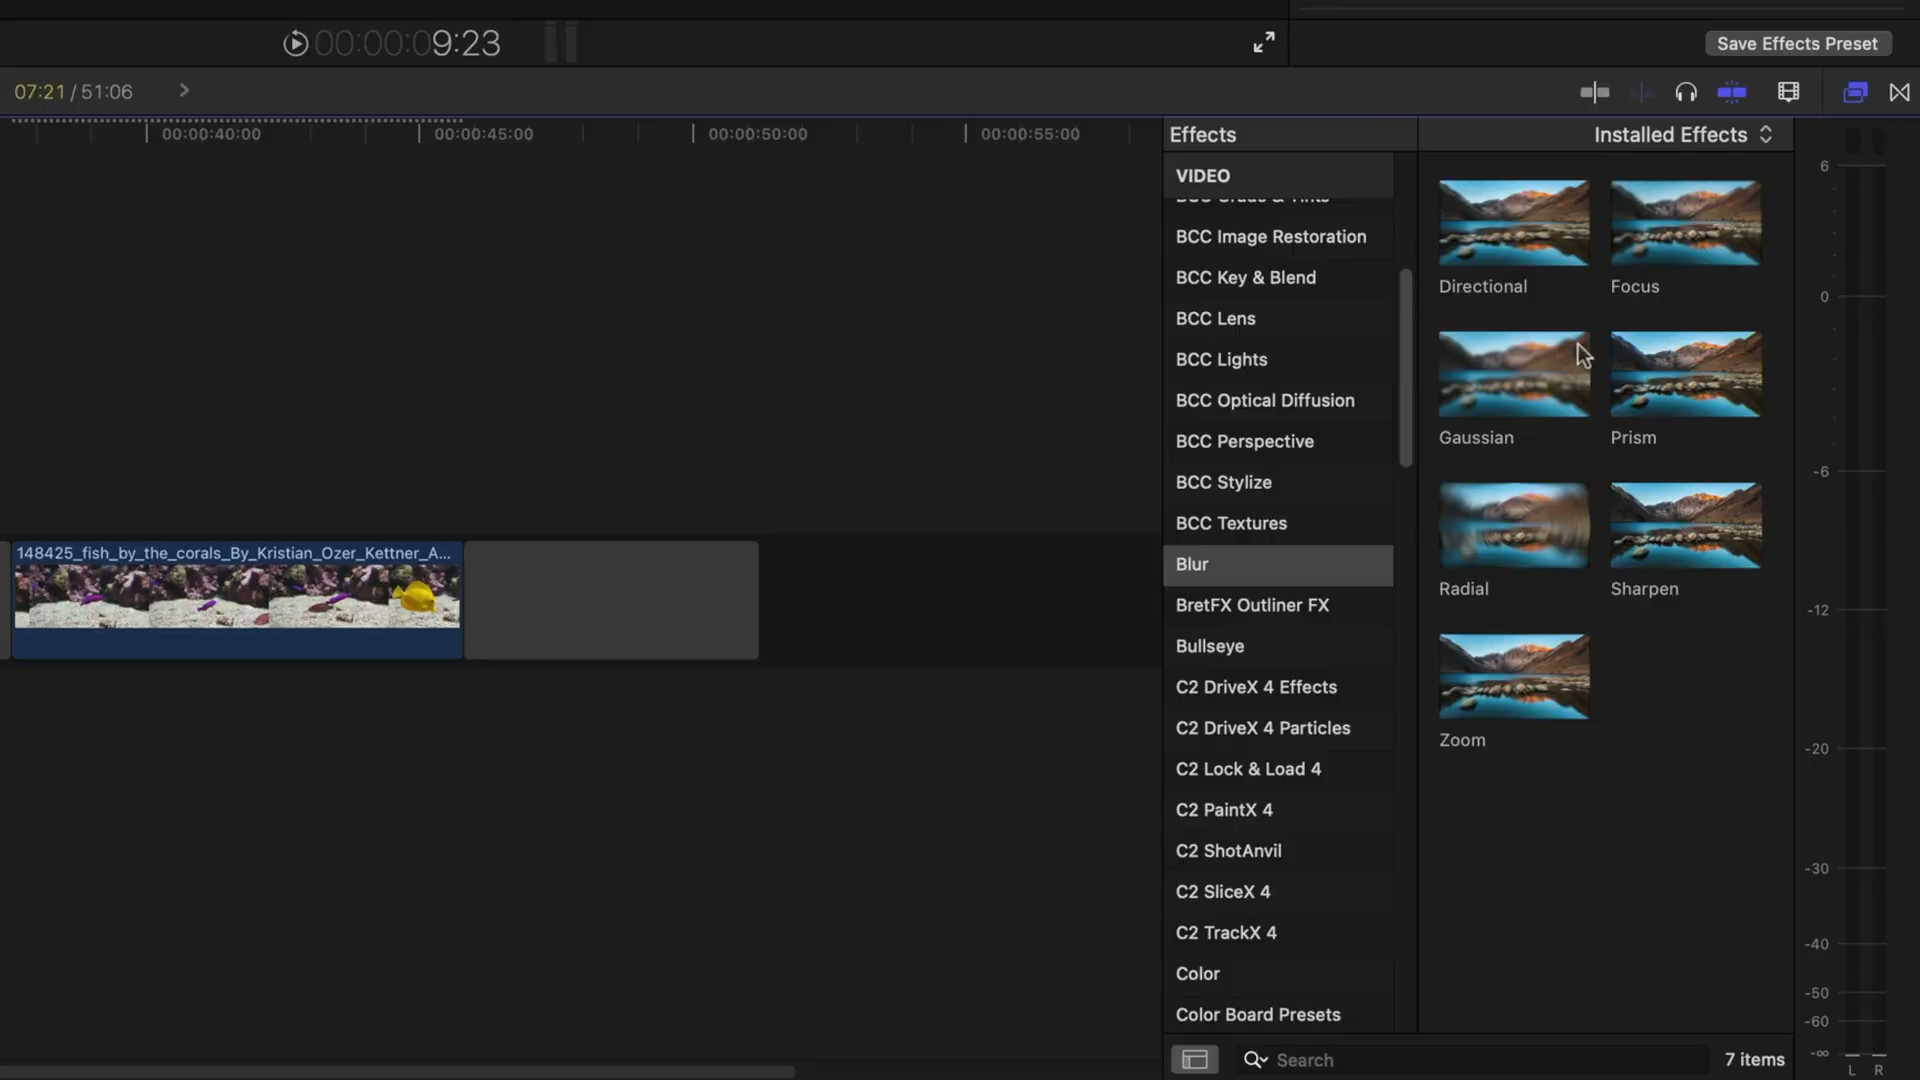 00:00:09:23
Save Effects Preset
07:21 / 51:06
00:00:40:00
00:00:45:00
00:00:50:00
00:00:55:00
Effects
Installed Effects
VIDEO
BCC Grads & Tints
BCC Image Restoration
BCC Key & Blend
BCC Lens
BCC Lights
BCC Optical Diffusion
BCC Perspective
BCC Stylize
BCC Textures
Blur
BretFX Outliner FX
Bullseye
C2 DriveX 4 Effects
C2 DriveX 4 Particles
C2 Lock & Load 4
C2 PaintX 4
C2 ShotAnvil
C2 SliceX 4
C2 TrackX 4
Color
Color Board Presets
Directional
Focus
Gaussian
Prism
Radial
Sharpen
Zoom
148425_fish_by_the_corals_By_Kristian_Ozer_Kettner_A...
Search
7 items
6
0
-6
-12
-20
-30
-40
-50
-60
-∞
L R